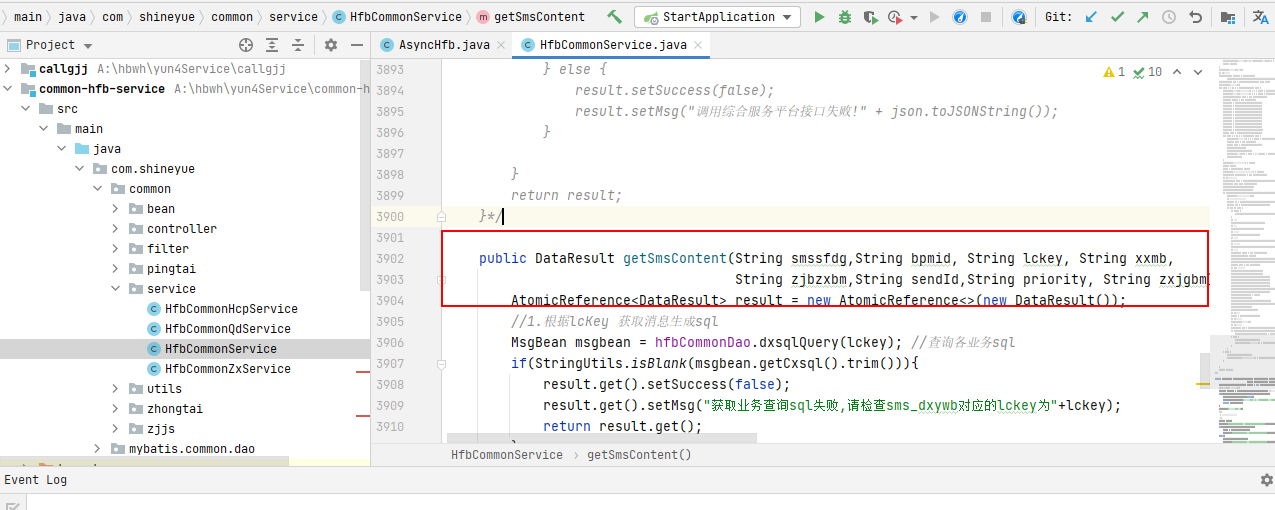 main java com shineyue common service HfbCommonService getSmsContent StartApplication Git:
Project
AsyncHfb.java HfbCommonService.java
callgjj A:\hbwh\yun4Service\callgjj
common-hfb-service A:\hbwh\yun4Service\common-h
src
main
java
com.shineyue
common
bean
controller
filter
pingtai
service
HfbCommonHcpService
HfbCommonQdService
HfbCommonService
HfbCommonZxService
utils
zhongtai
zjjs
mybatis.common.dao
1 10
3893 } else {
3894 result.setSuccess(false);
3895 result.setMsg("调用综合服务平台接口失败!" + json.toJSONString());
3896 }
3897
3898 }
3899 return result;
3900 }*/
3901
3902 public DataResult getSmsContent(String smssfdg,String bpmid, String lckey, String xxmb,
3903 String zjbzxbm,String sendId,String priority, String zxjgbm
3904 AtomicReference<DataResult> result = new AtomicReference<>(new DataResult());
3905 //1.根据lcKey 获取消息生成sql
3906 Msgbean msgbean = hfbCommonDao.dxsqlQuery(lckey); //查询各业务sql
3907 if(StringUtils.isBlank(msgbean.getCxsql().trim())){
3908 result.get().setSuccess(false);
3909 result.get().setMsg("获取业务查询sql失败,请检查sms_dxywb对应的lckey为"+lckey);
3910 return result.get();
HfbCommonService getSmsContent()
Event Log